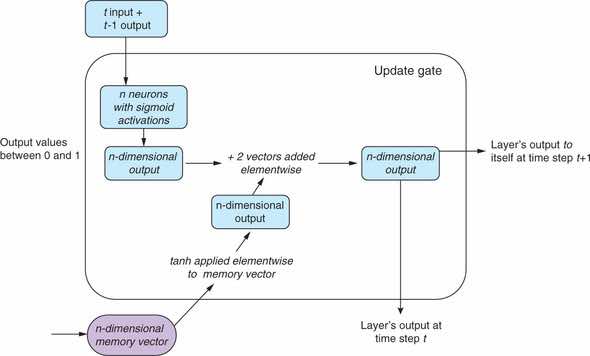 t input +
t-1 output
Update gate
n neurons
with sigmoid
activations
Output values
between 0 and 1
n-dimensional
output
+ 2 vectors added
elementwise
n-dimensional
output
Layer's output to
itself at time step t+1
n-dimensional
output
tanh applied elementwise
to memory vector
n-dimensional
memory vector
Layer's output at
time step t